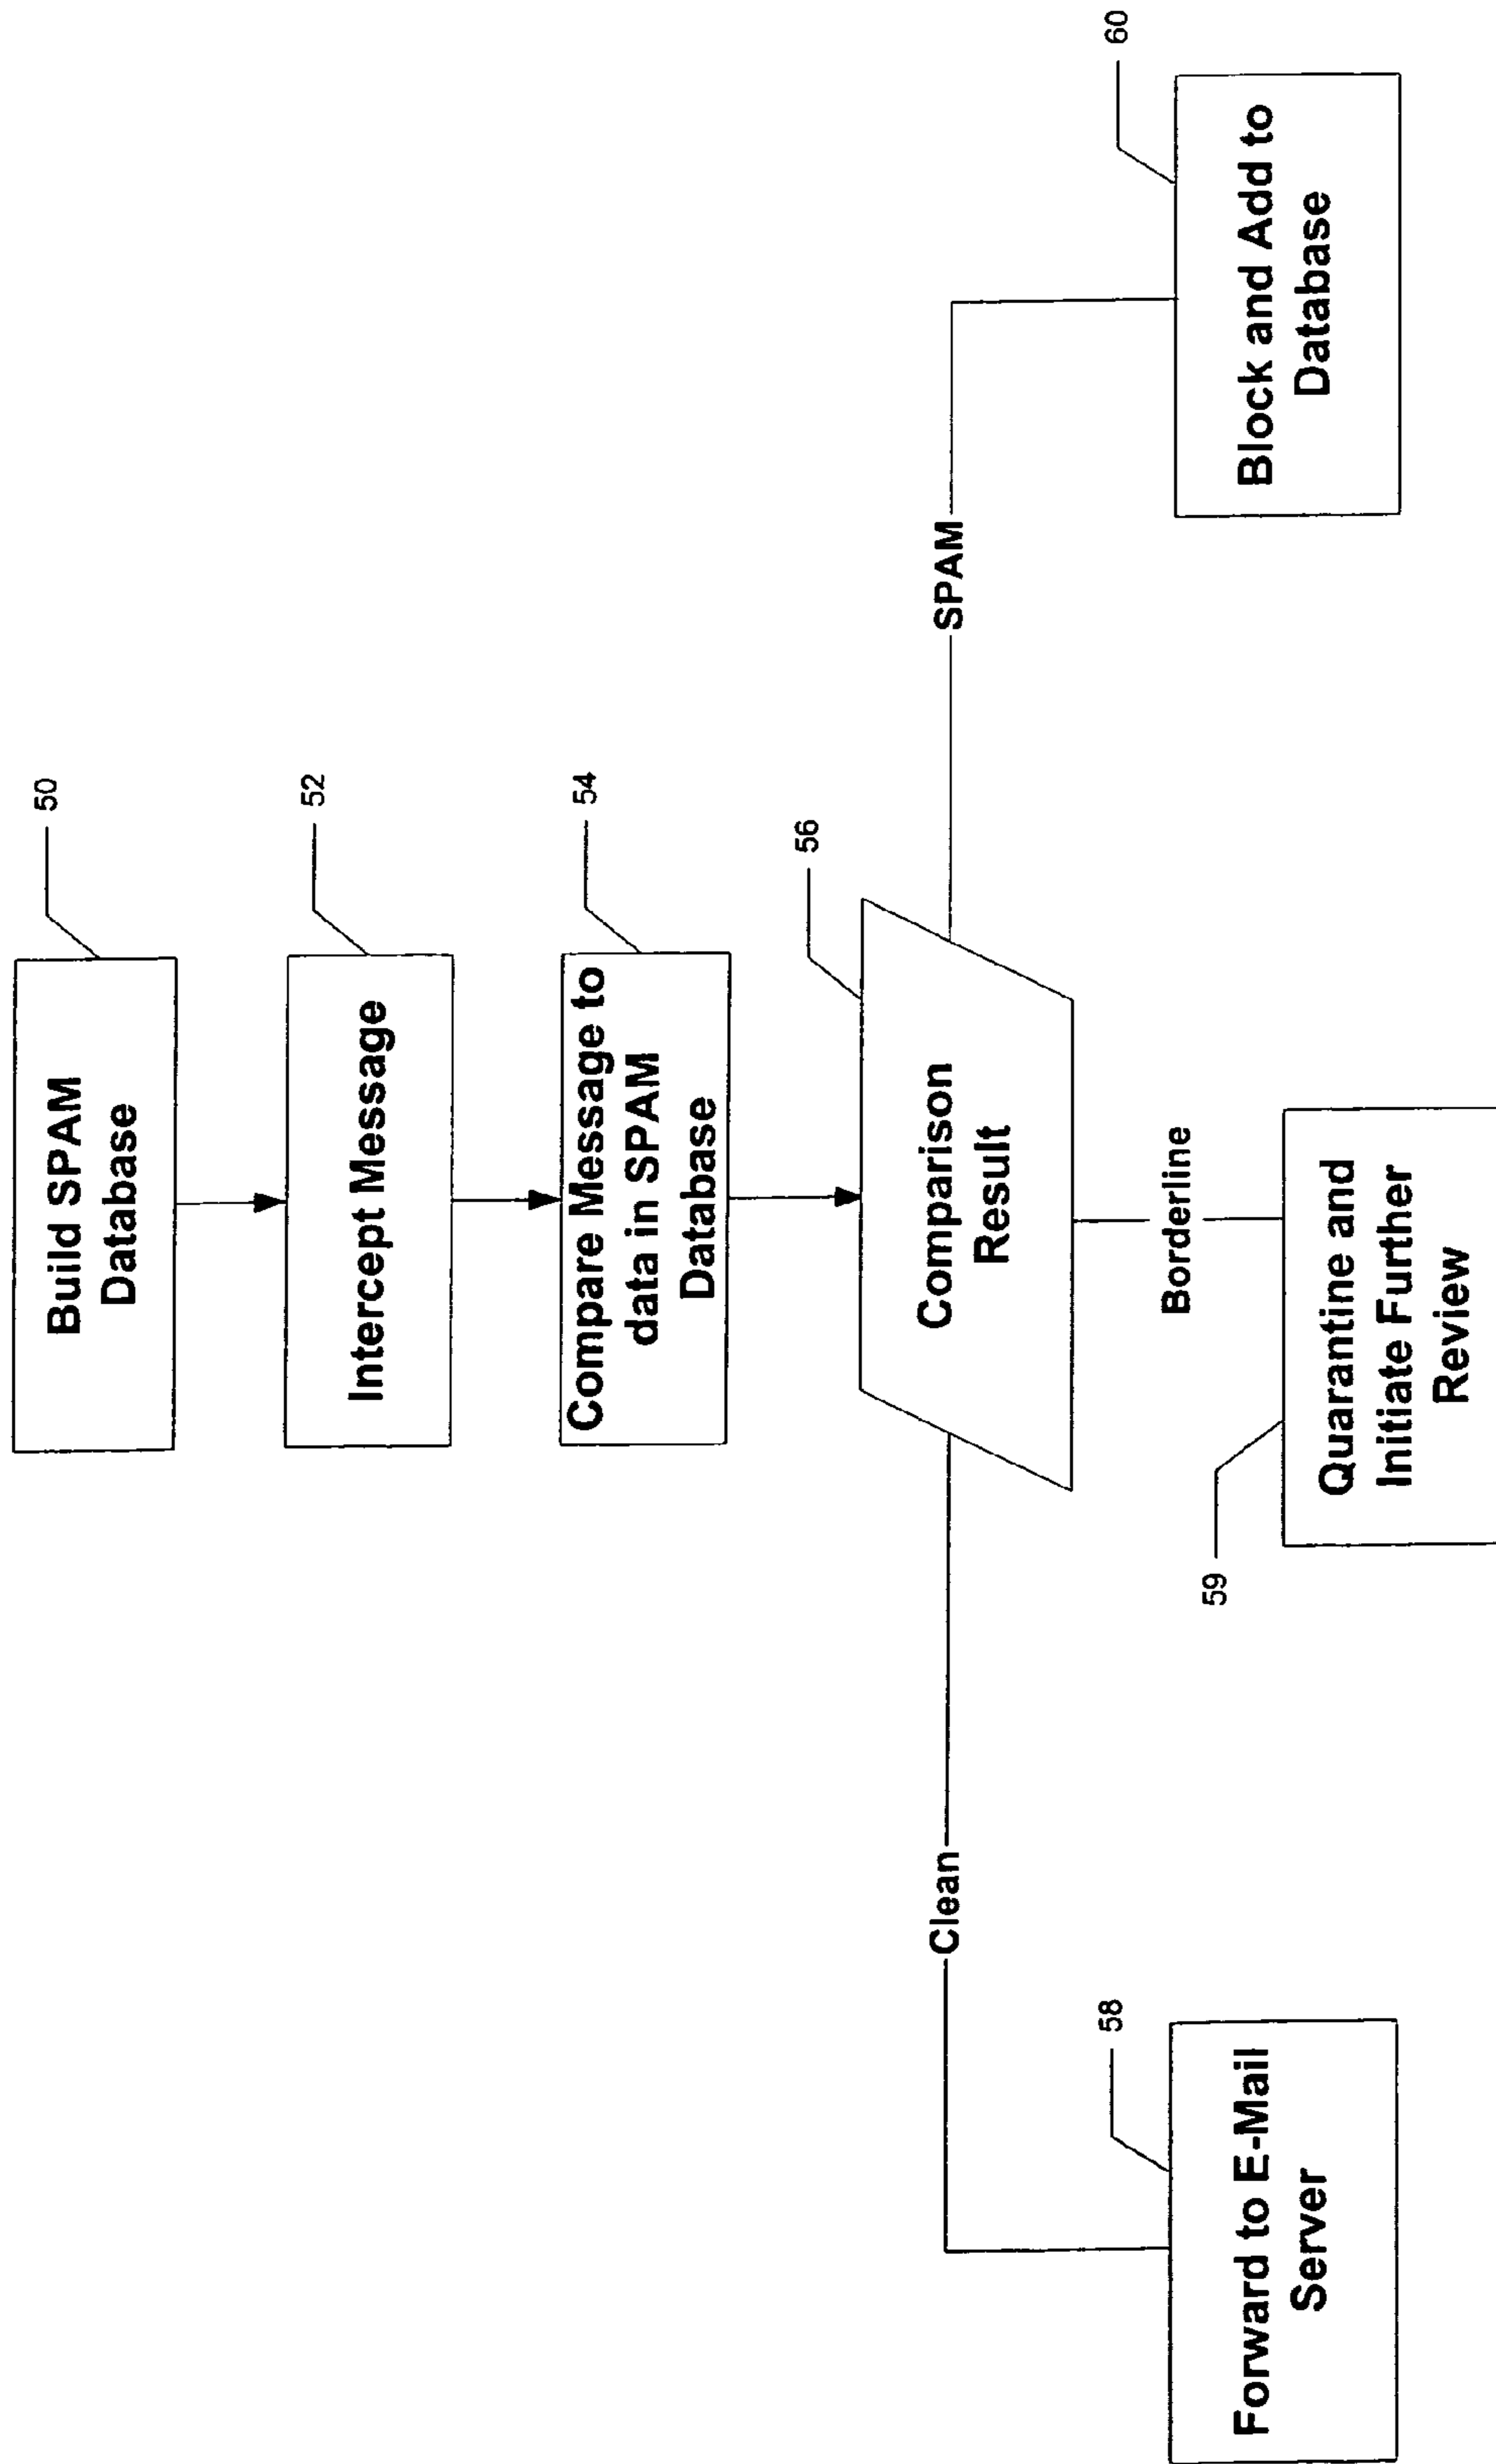 50
Build SPAM
Database
52
Intercept Message
54
Compare Message to
data in SPAM
Database
56
Comparison
Result
Clean
SPAM
Borderline
58
Forward to E-Mail
Server
59
Quarantine and
Initiate Further
Review
60
Block and Add to
Database